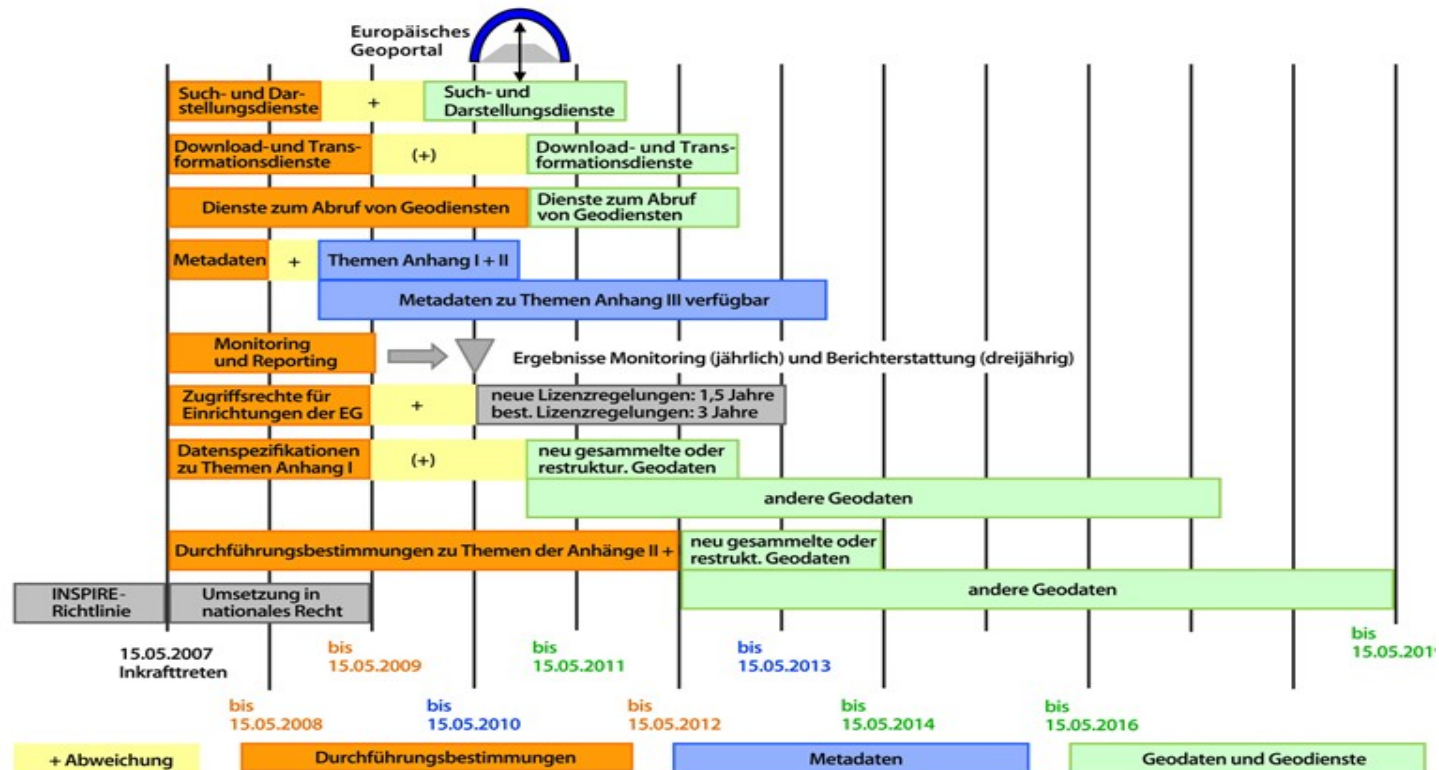 Europäisches
Geoportal
Such- und Dar-
stellungsdienste
+
Such- und
Darstellungsdienste
Download-und Trans-
formationsdienste
(+)
Download- und Trans-
formationsdienste
Dienste zum Abruf von Geodiensten
Dienste zum Abruf
von Geodiensten
Metadaten
+
Themen Anhang I + II
Metadaten zu Themen Anhang III verfügbar
Monitoring
und Reporting
Ergebnisse Monitoring (jährlich) und Berichterstattung (dreijährig)
Zugriffsrechte für
Einrichtungen der EG
+
neue Lizenzregelungen: 1,5 Jahre
best. Lizenzregelungen: 3 Jahre
Datenspezifikationen
zu Themen Anhang I
(+)
neu gesammelte oder
restruktur. Geodaten
andere Geodaten
Durchführungsbestimmungen zu Themen der Anhänge II +
neu gesammelte oder
restrukt. Geodaten
andere Geodaten
INSPIRE-
Richtlinie
Umsetzung in
nationales Recht
15.05.2007
Inkrafttreten
bis
15.05.2009
bis
15.05.2011
bis
15.05.2013
bis
15.05.2019
bis
15.05.2008
bis
15.05.2010
bis
15.05.2012
bis
15.05.2014
bis
15.05.2016
+ Abweichung
Durchführungsbestimmungen
Metadaten
Geodaten und Geodienste